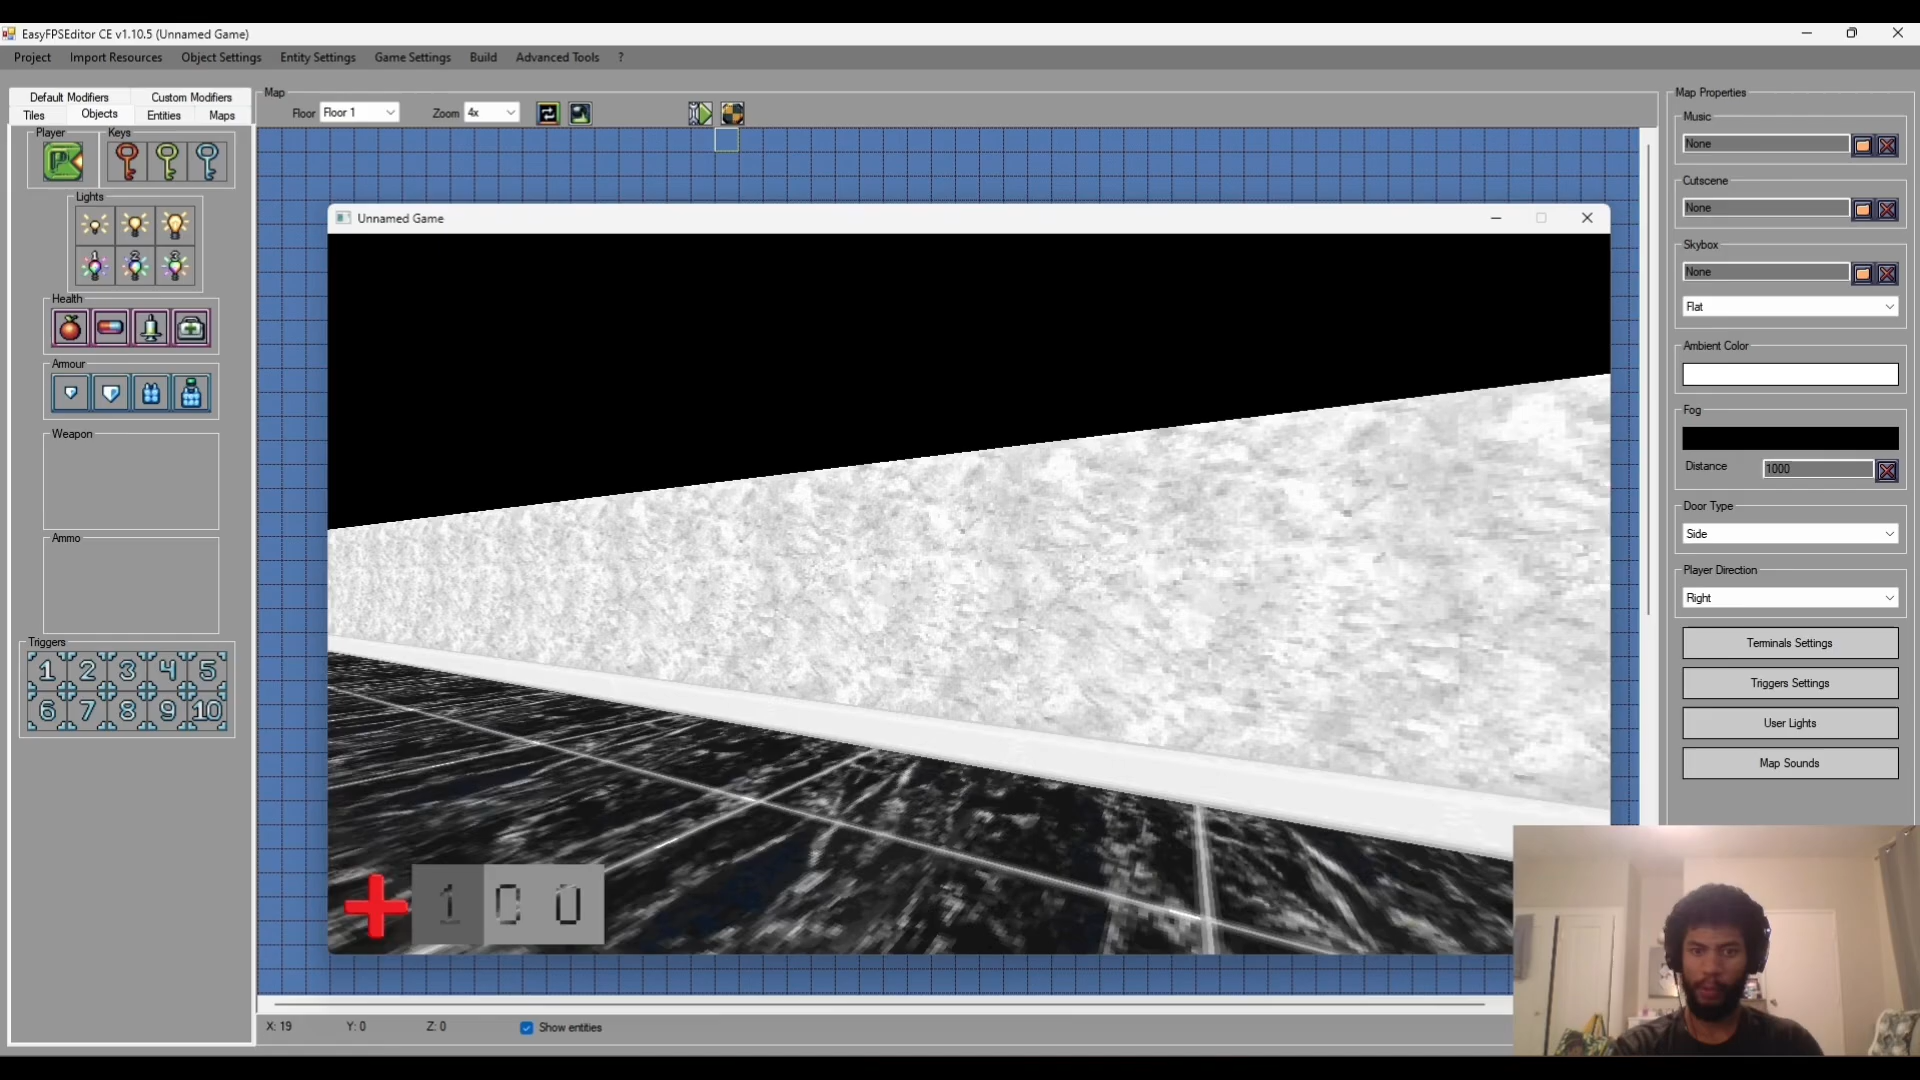 EasyFPSEditor CE v1.10.5 (Unnamed Game)
Project Import Resources Object Settings Entity Settings Game Settings Build Advanced Tools ?
Default Modifiers Custom Modifiers
Tiles Objects Entities Maps
Player Keys
P
Lights
1 2 3
Health
Armour
Weapon
Ammo
Triggers
1 2 3 4 5
6 7 8 9 10
Map
Floor Floor 1 Zoom 4x
Unnamed Game
100
X: 19 Y: 0 Z: 0 Show entities
Map Properties
Music
None
Cutscene
None
Skybox
None
Flat
Ambient Color
Fog
Distance 1000
Door Type
Side
Player Direction
Right
Terminals Settings
Triggers Settings
User Lights
Map Sounds